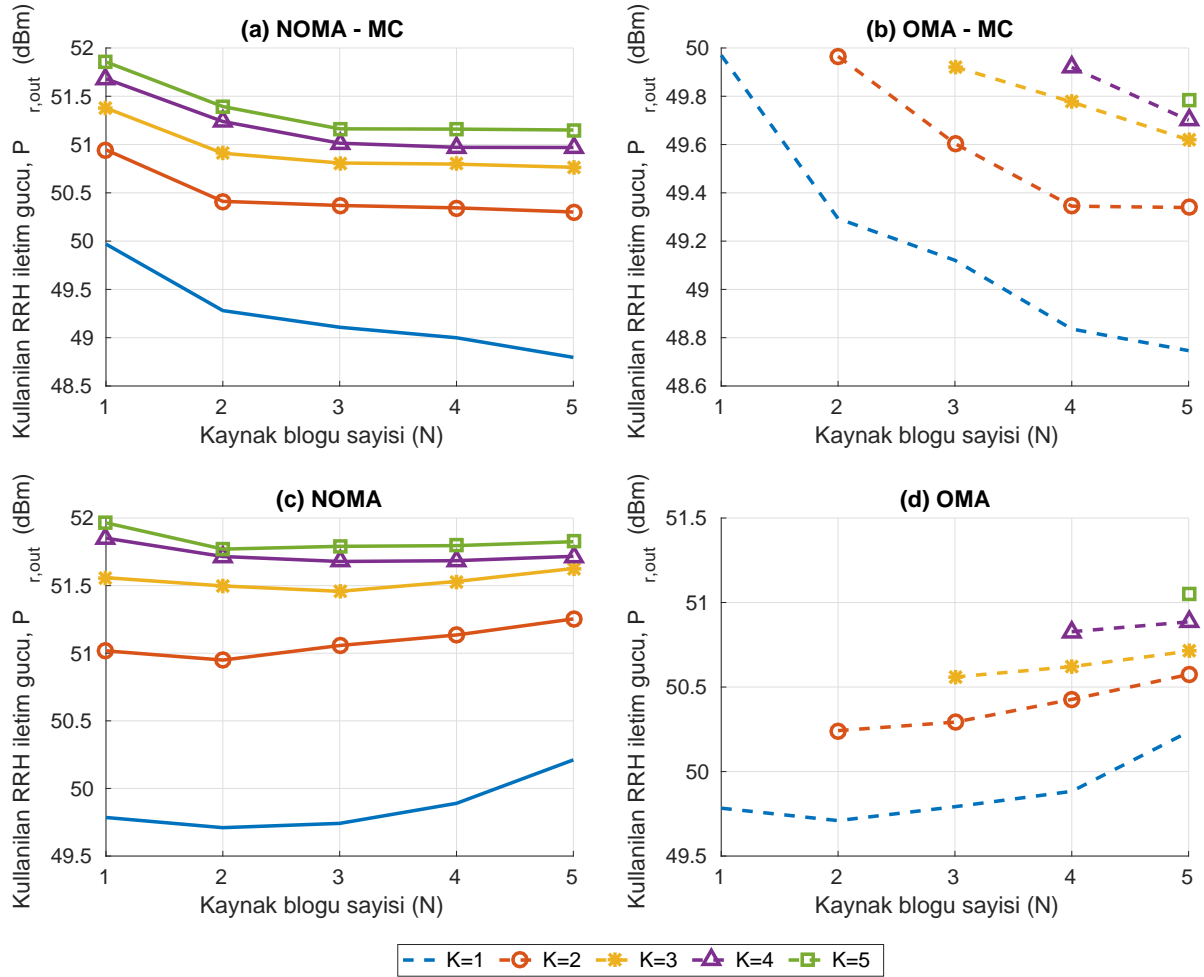 (a) NOMA - MC
Kullanilan RRH iletim gucu, P r,out (dBm)
52
51.5
51
50.5
50
49.5
49
48.5
1 2 3 4 5
Kaynak blogu sayisi (N)
(b) OMA - MC
Kullanilan RRH iletim gucu, P r,out (dBm)
50
49.8
49.6
49.4
49.2
49
48.8
48.6
1 2 3 4 5
Kaynak blogu sayisi (N)
(c) NOMA
Kullanilan RRH iletim gucu, P r,out (dBm)
52
51.5
51
50.5
50
49.5
1 2 3 4 5
Kaynak blogu sayisi (N)
(d) OMA
Kullanilan RRH iletim gucu, P r,out (dBm)
51.5
51
50.5
50
49.5
1 2 3 4 5
Kaynak blogu sayisi (N)
K=1 K=2 K=3 K=4 K=5